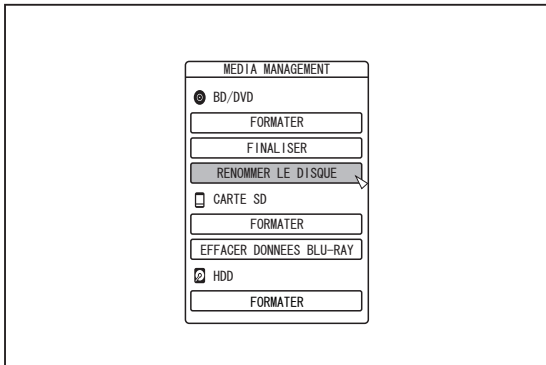 MEDIA MANAGEMENT
BD/DVD
FORMATER
FINALISER
RENOMMER LE DISQUE
CARTE SD
FORMATER
EFFACER DONNEES BLU-RAY
HDD
FORMATER